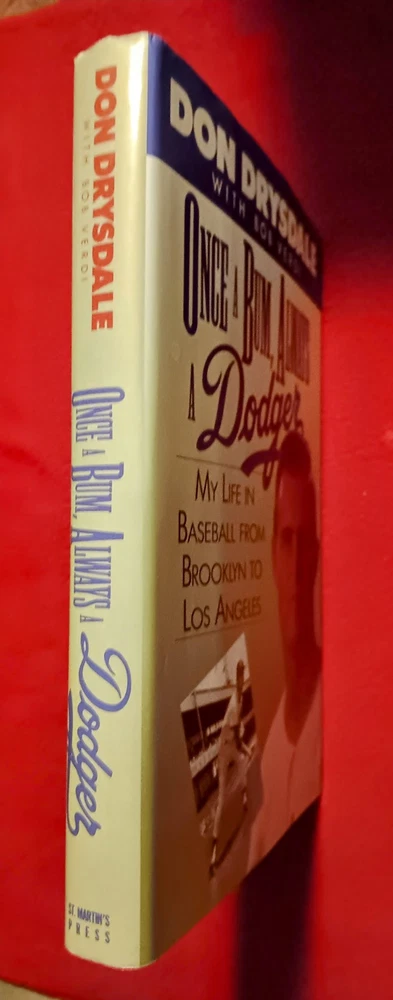 DON DRYSDALE
WITH BOB VERDI
ONCE A BUM, ALWAYS A Dodger
ST. MARTIN'S
PRESS
DON DRYSDALE
WITH BOB VERDI
ONCE A BUM, ALWAYS
A Dodger
MY LIFE IN
BASEBALL FROM
BROOKLYN TO
LOS ANGELES